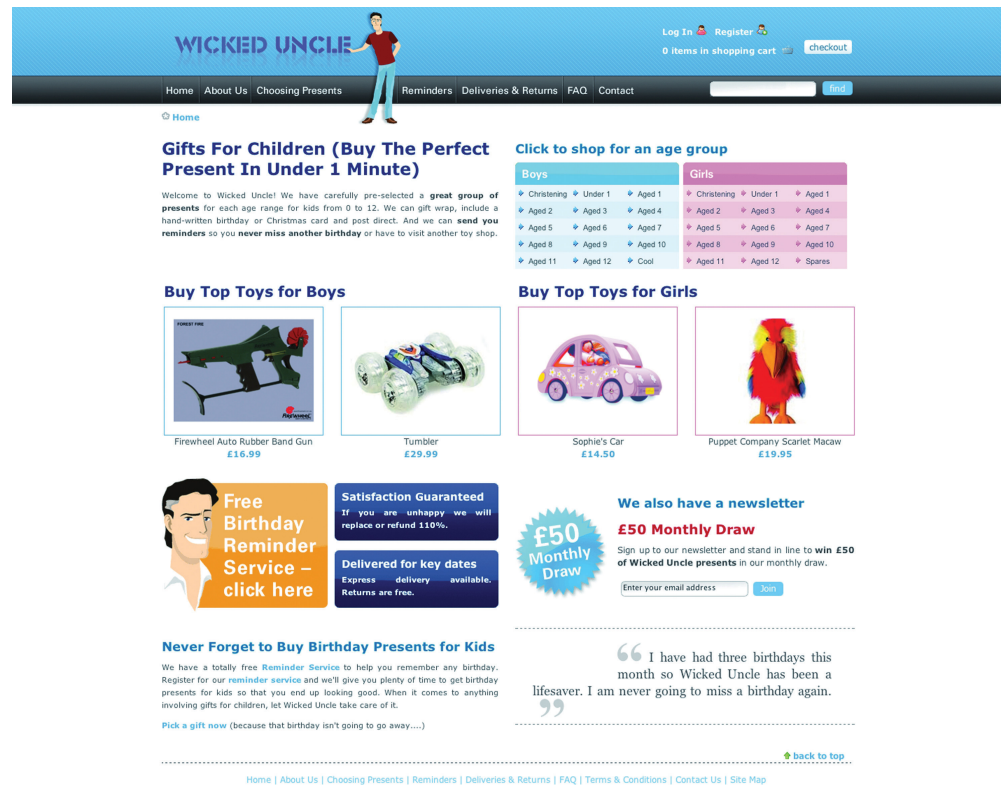 WICKED UNCLE
Log In Register
0 items in shopping cart checkout
Home About Us Choosing Presents Reminders Deliveries & Returns FAQ Contact find
Home
Gifts For Children (Buy The Perfect
Present In Under 1 Minute)
Welcome to Wicked Uncle! We have carefully pre-selected a great group of
presents for each age range for kids from 0 to 12. We can gift wrap, include a
hand-written birthday or Christmas card and post direct. And we can send you
reminders so you never miss another birthday or have to visit another toy shop.
Click to shop for an age group
Boys
Christening Under 1 Aged 1
Aged 2 Aged 3 Aged 4
Aged 5 Aged 6 Aged 7
Aged 8 Aged 9 Aged 10
Aged 11 Aged 12 Cool
Girls
Christening Under 1 Aged 1
Aged 2 Aged 3 Aged 4
Aged 5 Aged 6 Aged 7
Aged 8 Aged 9 Aged 10
Aged 11 Aged 12 Spares
Buy Top Toys for Boys
FOREST FIRE
Firewheel
Firewheel Auto Rubber Band Gun
£16.99
Tumbler
£29.99
Buy Top Toys for Girls
Sophie's Car
£14.50
Puppet Company Scarlet Macaw
£19.95
Free
Birthday
Reminder
Service –
click here
Satisfaction Guaranteed
If you are unhappy we will
replace or refund 110%.
Delivered for key dates
Express delivery available.
Returns are free.
£50
Monthly
Draw
We also have a newsletter
£50 Monthly Draw
Sign up to our newsletter and stand in line to win £50
of Wicked Uncle presents in our monthly draw.
Enter your email address Join
Never Forget to Buy Birthday Presents for Kids
We have a totally free Reminder Service to help you remember any birthday.
Register for our reminder service and we'll give you plenty of time to get birthday
presents for kids so that you end up looking good. When it comes to anything
involving gifts for children, let Wicked Uncle take care of it.
Pick a gift now (because that birthday isn't going to go away....)
“ I have had three birthdays this
month so Wicked Uncle has been a
lifesaver. I am never going to miss a birthday again.
”
back to top
Home | About Us | Choosing Presents | Reminders | Deliveries & Returns | FAQ | Terms & Conditions | Contact Us | Site Map